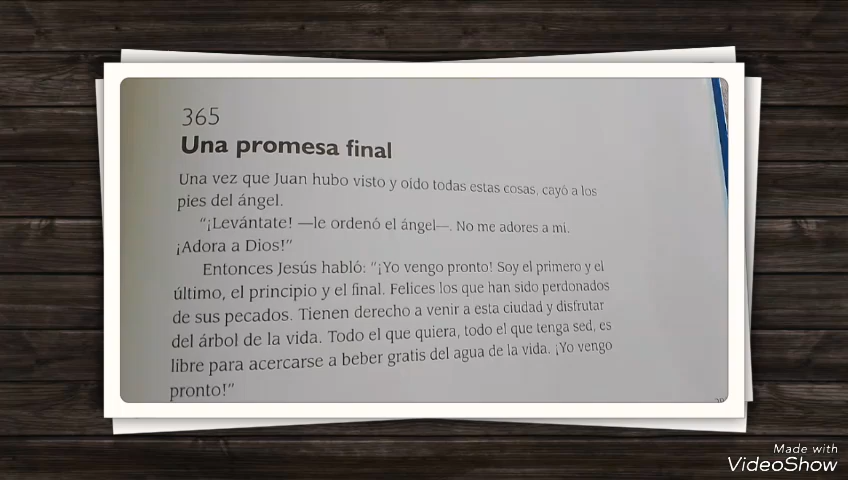 365
Una promesa final
Una vez que Juan hubo visto y oído todas estas cosas, cayó a los
pies del ángel.
“¡Levántate! —le ordenó el ángel—. No me adores a mí.
¡Adora a Dios!”
Entonces Jesús habló: “¡Yo vengo pronto! Soy el primero y el
último, el principio y el final. Felices los que han sido perdonados
de sus pecados. Tienen derecho a venir a esta ciudad y disfrutar
del árbol de la vida. Todo el que quiera, todo el que tenga sed, es
libre para acercarse a beber gratis del agua de la vida. ¡Yo vengo
pronto!”
Made with
VideoShow